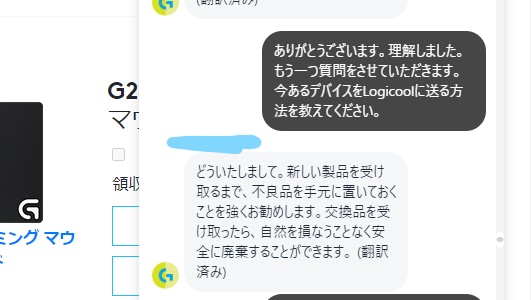 (翻訳済み)
ありがとうございます。理解しました。
もう一つ質問をさせていただきます。
今あるデバイスをLogicoolに送る方
法を教えてください。
G2
マウ
領収
ミング マウ
どういたしまして。新しい製品を受け
取るまで、不良品を手元に置いておく
ことを強くお勧めします。交換品を受
け取ったら、自然を損なうことなく安
全に廃棄することができます。 (翻訳
済み)